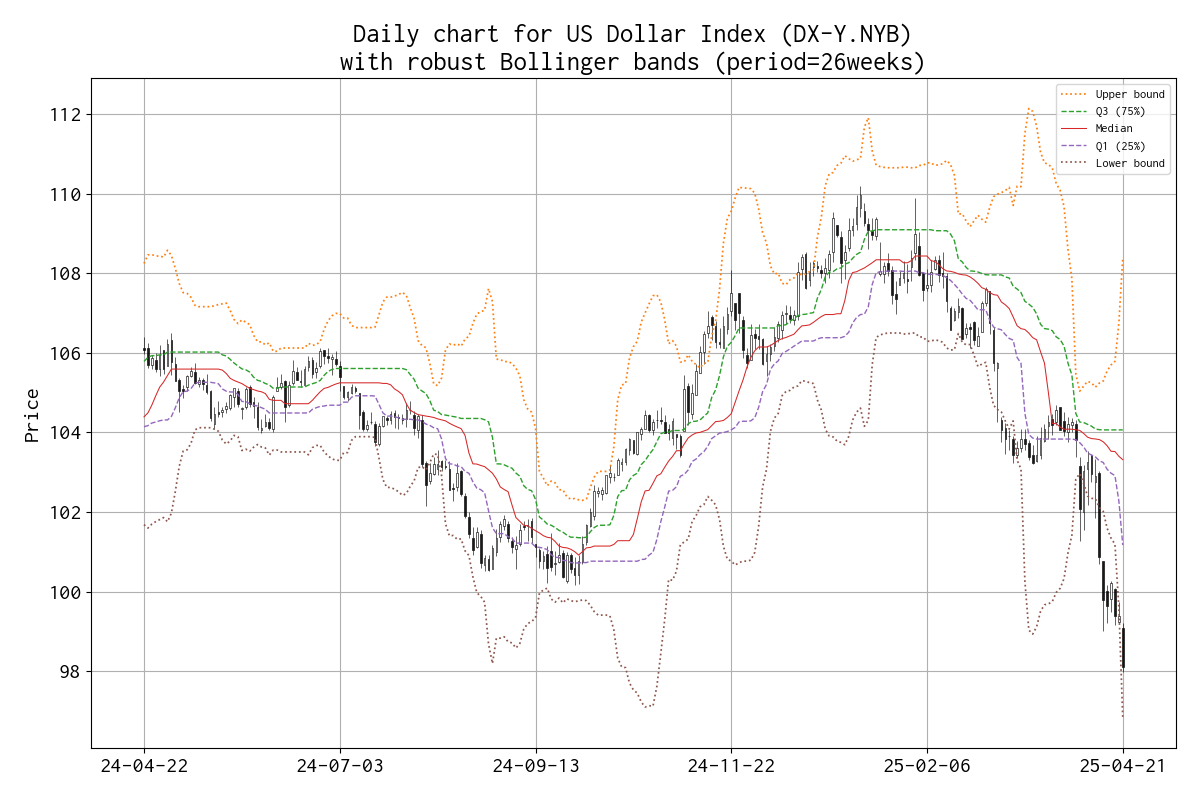 Daily chart for US Dollar Index (DX-Y.NYB)
with robust Bollinger bands (period=26weeks)
Upper bound
Q3 (75%)
Median
Q1 (25%)
Lower bound
Price
112
110
108
106
104
102
100
98
24-04-22
24-07-03
24-09-13
24-11-22
25-02-06
25-04-21